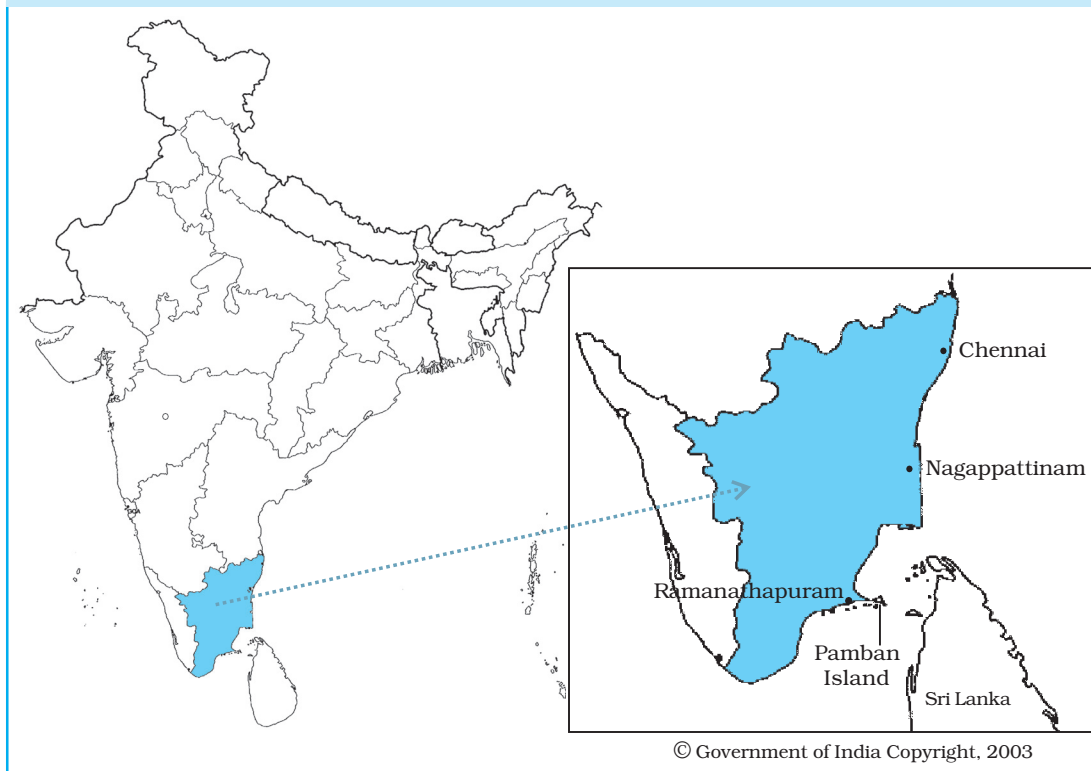 Chennai
Nagappattinam
Ramanathapuram
Pamban
Island
Sri Lanka
© Government of India Copyright, 2003